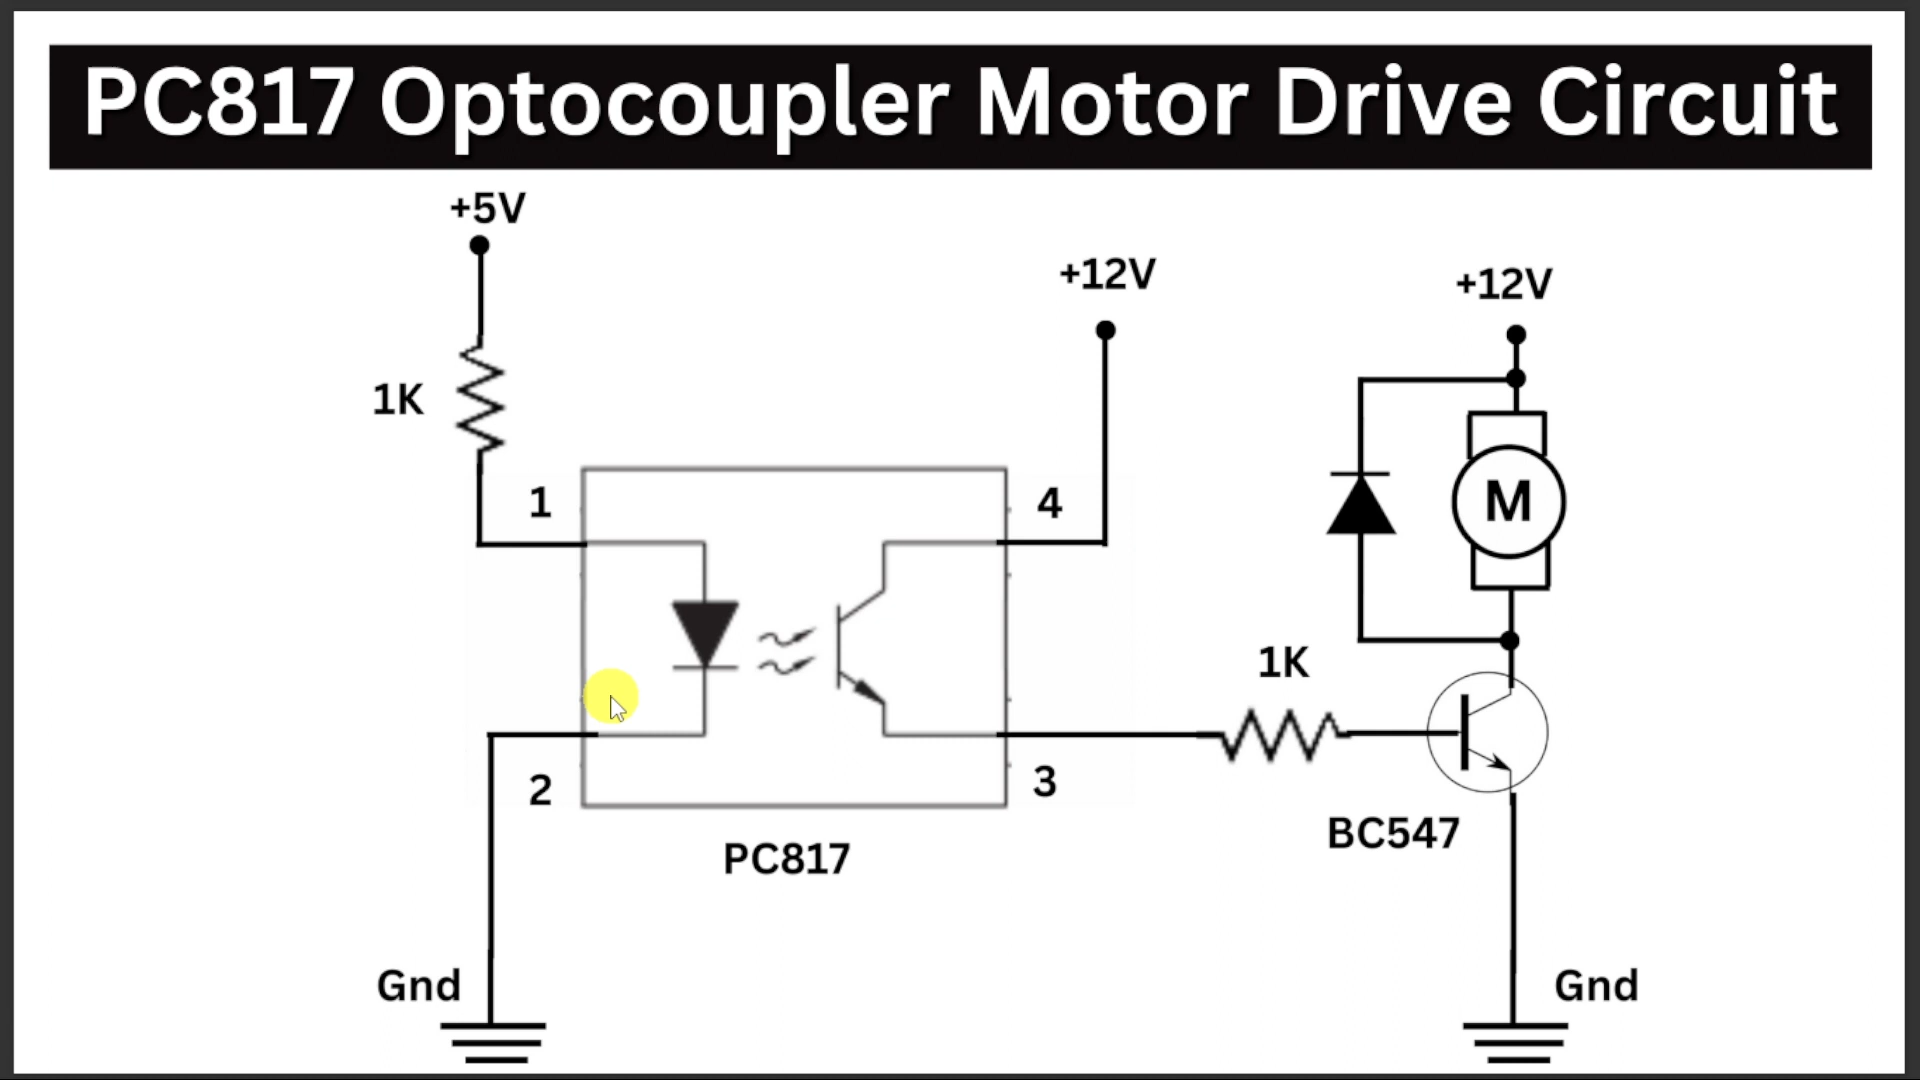 PC817 Optocoupler Motor Drive Circuit
+5V
+12V
+12V
1K
1
4
M
1K
2
3
BC547
PC817
Gnd
Gnd